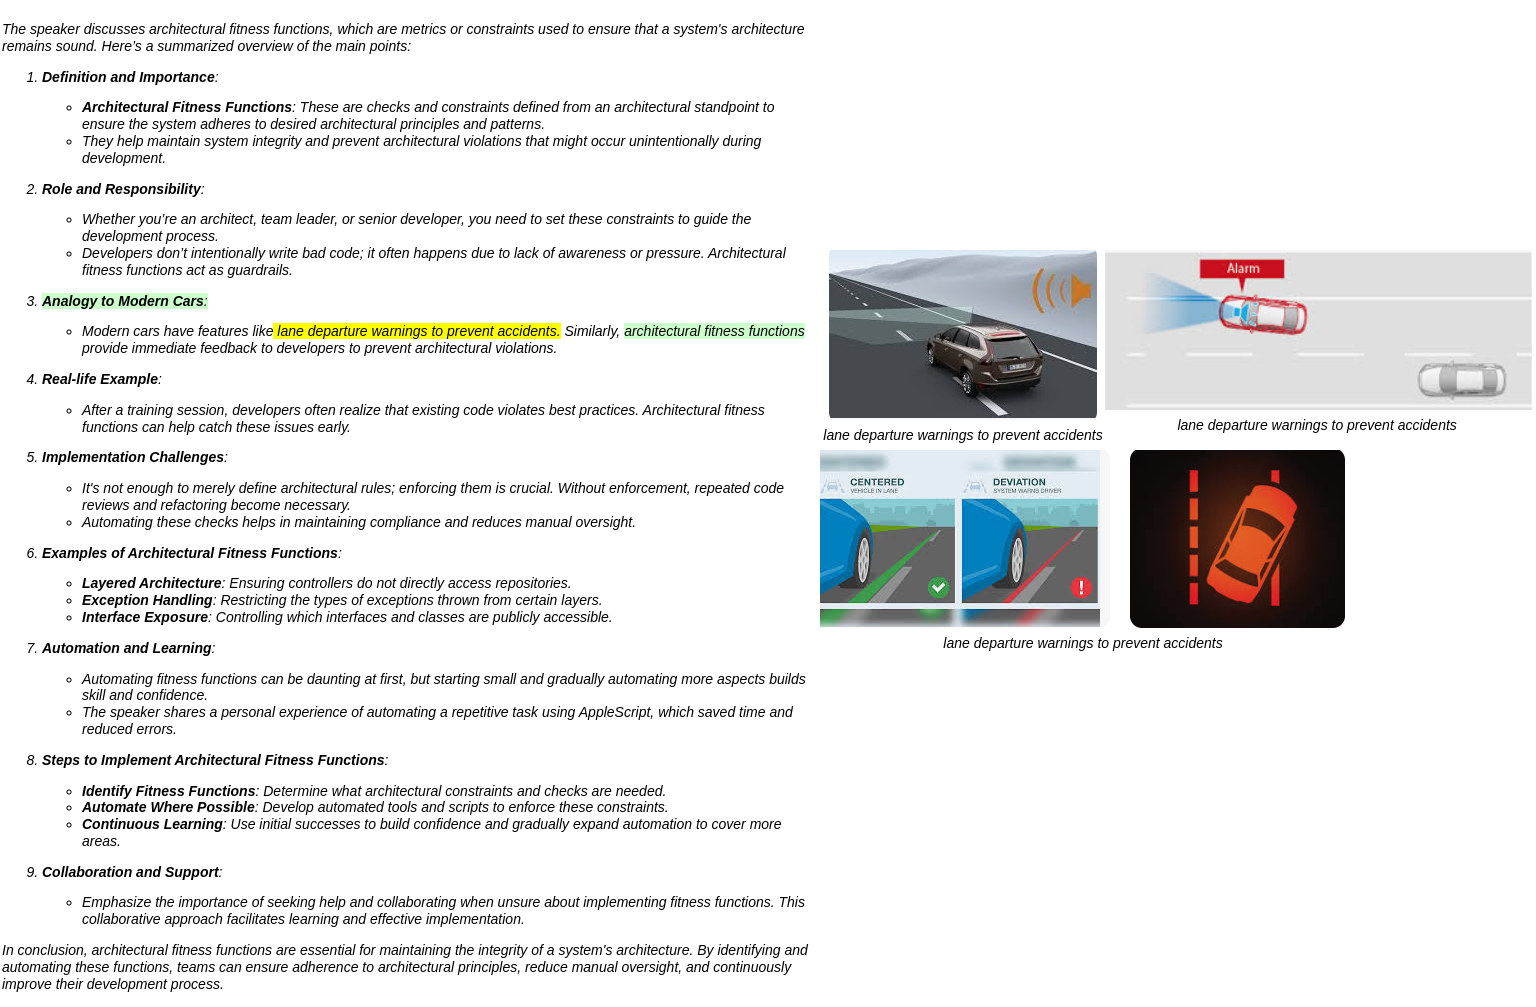 The speaker discusses architectural fitness functions, which are metrics or constraints used to ensure that a system's architecture
remains sound. Here’s a summarized overview of the main points:
1. Definition and Importance:
◦ Architectural Fitness Functions: These are checks and constraints defined from an architectural standpoint to
ensure the system adheres to desired architectural principles and patterns.
◦ They help maintain system integrity and prevent architectural violations that might occur unintentionally during
development.
2. Role and Responsibility:
◦ Whether you’re an architect, team leader, or senior developer, you need to set these constraints to guide the
development process.
◦ Developers don’t intentionally write bad code; it often happens due to lack of awareness or pressure. Architectural
fitness functions act as guardrails.
3. Analogy to Modern Cars:
◦ Modern cars have features like lane departure warnings to prevent accidents. Similarly, architectural fitness functions
provide immediate feedback to developers to prevent architectural violations.
4. Real-life Example:
◦ After a training session, developers often realize that existing code violates best practices. Architectural fitness
functions can help catch these issues early.
5. Implementation Challenges:
◦ It's not enough to merely define architectural rules; enforcing them is crucial. Without enforcement, repeated code
reviews and refactoring become necessary.
◦ Automating these checks helps in maintaining compliance and reduces manual oversight.
6. Examples of Architectural Fitness Functions:
◦ Layered Architecture: Ensuring controllers do not directly access repositories.
◦ Exception Handling: Restricting the types of exceptions thrown from certain layers.
◦ Interface Exposure: Controlling which interfaces and classes are publicly accessible.
7. Automation and Learning:
◦ Automating fitness functions can be daunting at first, but starting small and gradually automating more aspects builds
skill and confidence.
◦ The speaker shares a personal experience of automating a repetitive task using AppleScript, which saved time and
reduced errors.
8. Steps to Implement Architectural Fitness Functions:
◦ Identify Fitness Functions: Determine what architectural constraints and checks are needed.
◦ Automate Where Possible: Develop automated tools and scripts to enforce these constraints.
◦ Continuous Learning: Use initial successes to build confidence and gradually expand automation to cover more
areas.
9. Collaboration and Support:
◦ Emphasize the importance of seeking help and collaborating when unsure about implementing fitness functions. This
collaborative approach facilitates learning and effective implementation.
In conclusion, architectural fitness functions are essential for maintaining the integrity of a system's architecture. By identifying and
automating these functions, teams can ensure adherence to architectural principles, reduce manual oversight, and continuously
improve their development process.
Alarm
lane departure warnings to prevent accidents
lane departure warnings to prevent accidents
CENTERED
VEHICLE IN LANE
DEVIATION
SYSTEM WARNS DRIVER
lane departure warnings to prevent accidents